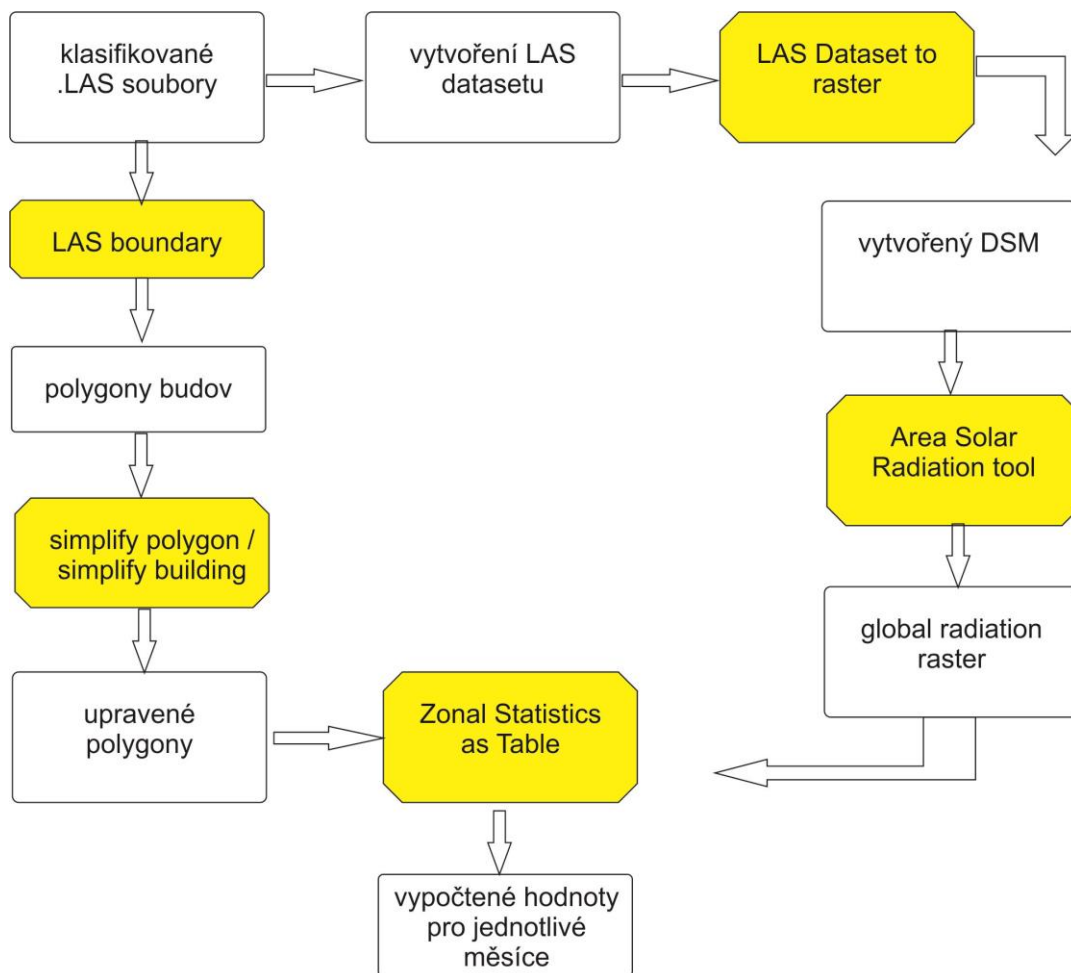 klasifikované
.LAS soubory
vytvoření LAS
datasetu
LAS Dataset to
raster
LAS boundary
vytvořený DSM
polygony budov
Area Solar
Radiation tool
simplify polygon /
simplify building
global radiation
raster
upravené
polygony
Zonal Statistics
as Table
vypočtené hodnoty
pro jednotlivé
měsíce